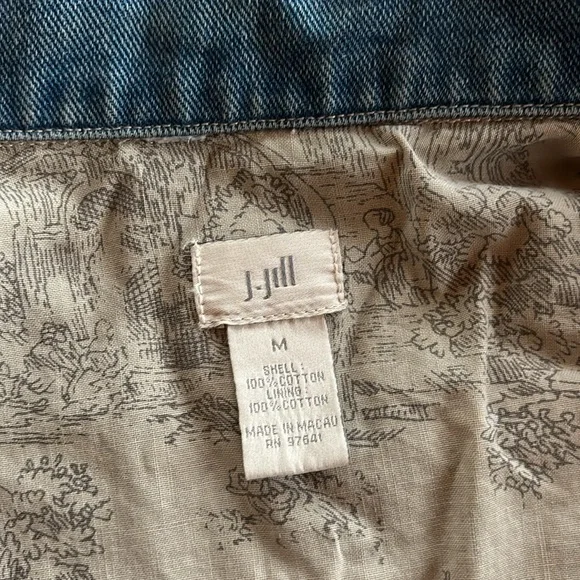 J.Jill
M
SHELL:
100% COTTON
LINING:
100% COTTON
MADE IN MACAU
RN 97641